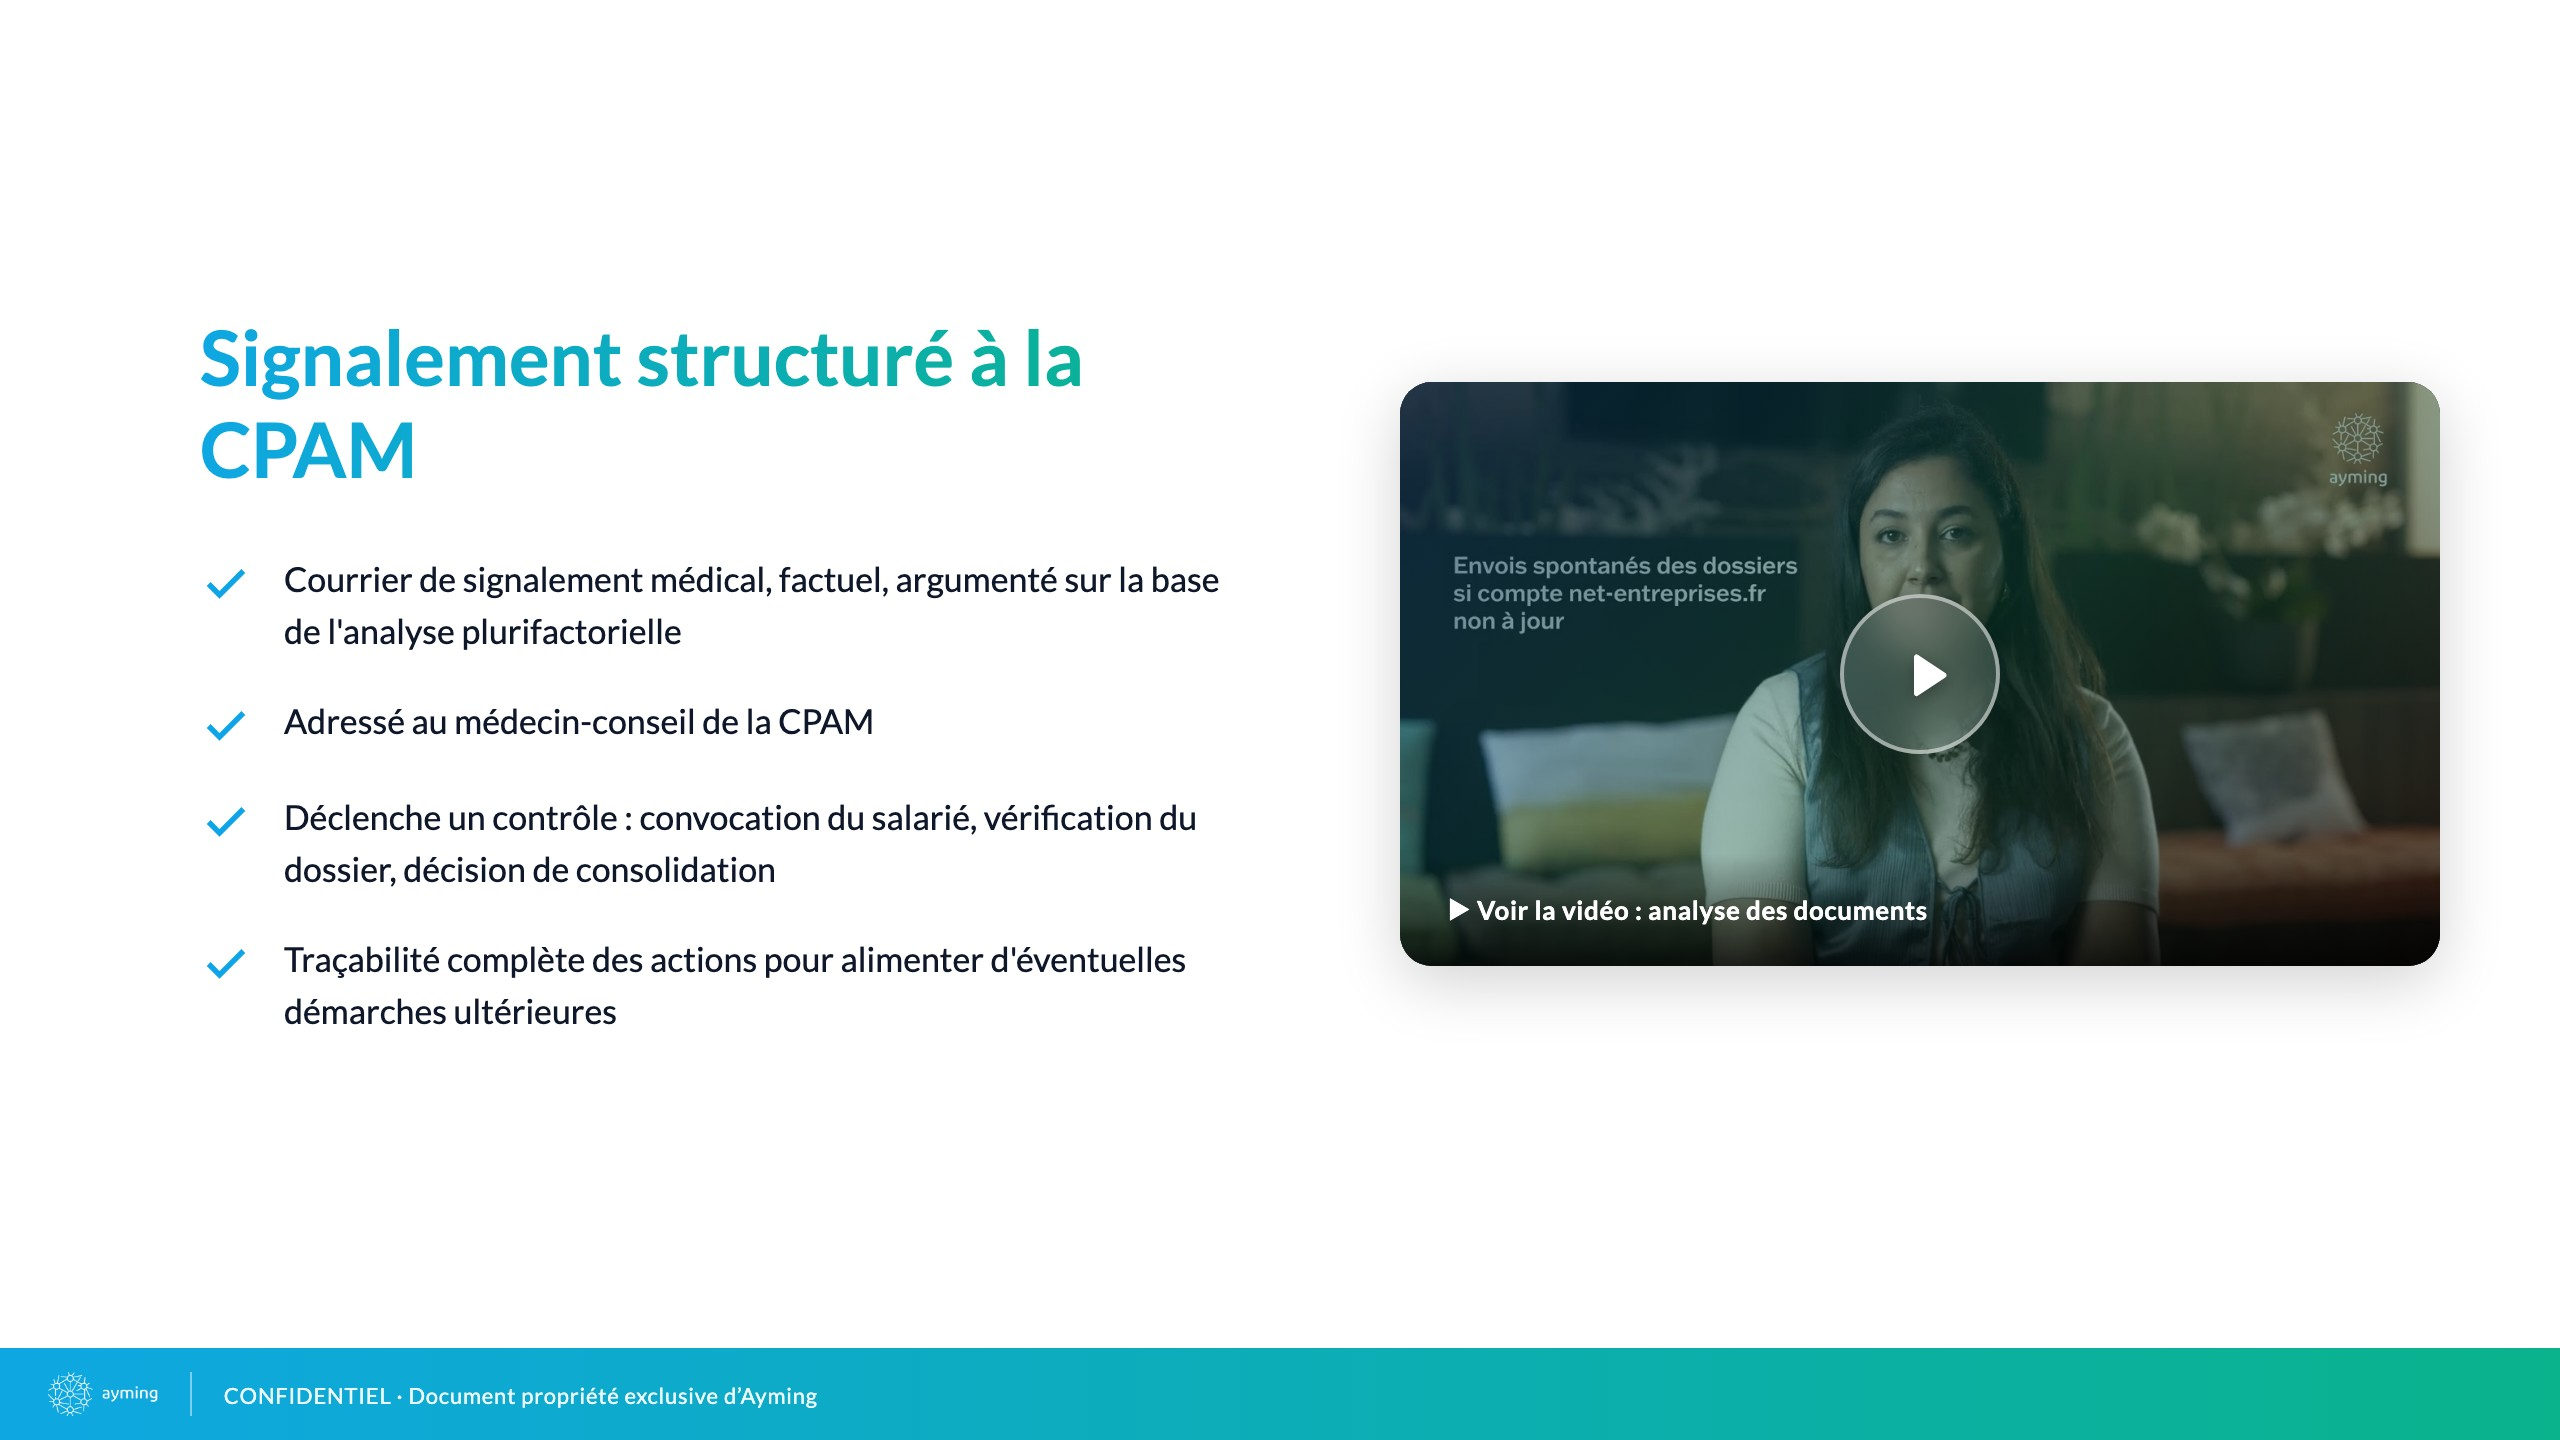 Signalement structuré à la
CPAM
Courrier de signalement médical, factuel, argumenté sur la base
de l'analyse plurifactorielle
Adressé au médecin-conseil de la CPAM
Déclenche un contrôle : convocation du salarié, vérification du
dossier, décision de consolidation
Traçabilité complète des actions pour alimenter d'éventuelles
démarches ultérieures
ayming
Envois spontanés des dossiers
si compte net-entreprises.fr
non à jour
Voir la vidéo : analyse des documents
ayming
CONFIDENTIEL · Document propriété exclusive d’Ayming